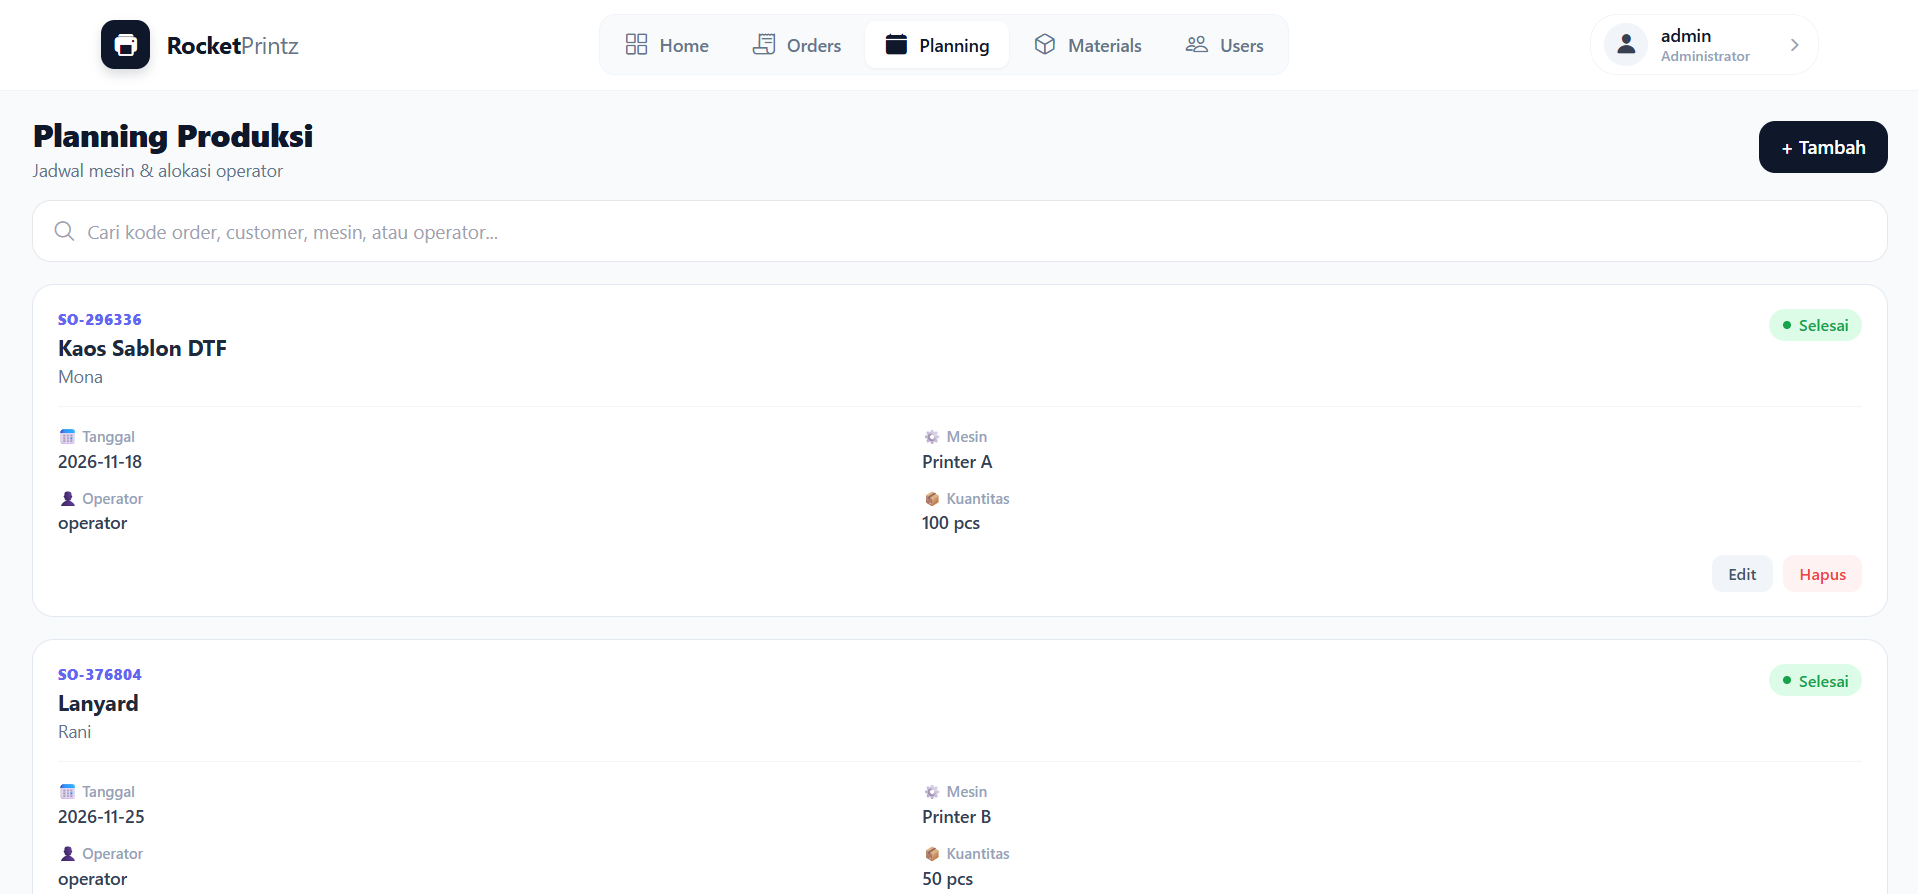 RocketPrintz
Home
Orders
Planning
Materials
Users
admin
Administrator
Planning Produksi
Jadwal mesin & alokasi operator
+ Tambah
Cari kode order, customer, mesin, atau operator...
SO-296336
Selesai
Kaos Sablon DTF
Mona
Tanggal
Mesin
2026-11-18
Printer A
Operator
Kuantitas
operator
100 pcs
Edit
Hapus
SO-376804
Selesai
Lanyard
Rani
Tanggal
Mesin
2026-11-25
Printer B
Operator
Kuantitas
operator
50 pcs